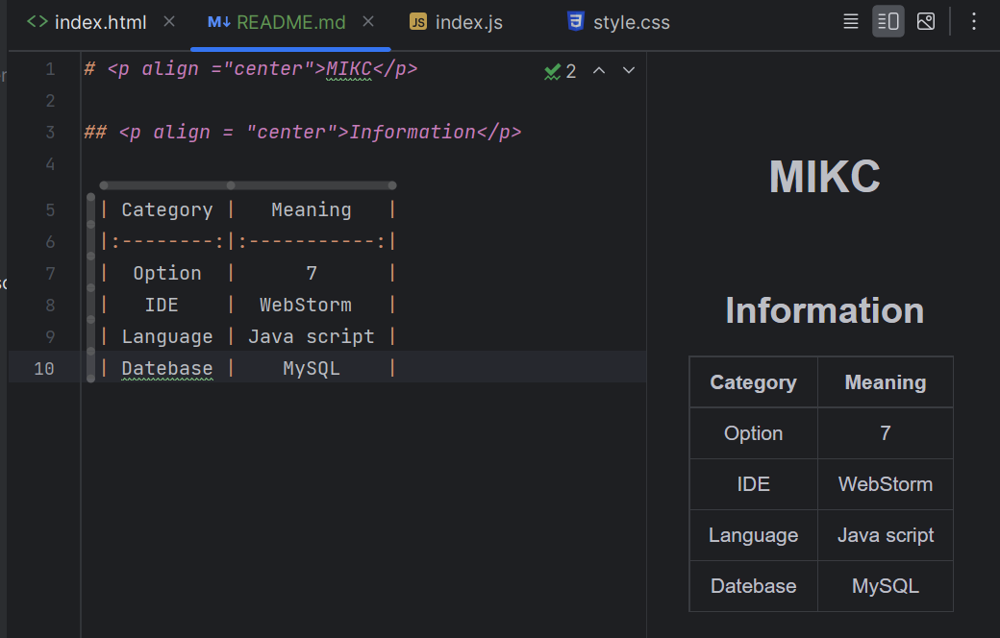 index.html README.md index.js style.css
1 # <p align ="center">MIKC</p>
2 2
3 ## <p align = "center">Information</p>
4
5 | Category | Meaning |
6 |:--------:|:-----------:|
7 | Option | 7 |
8 | IDE | WebStorm |
9 | Language | Java script |
10 | Datebase | MySQL |
MIKC
Information
Category Meaning
Option 7
IDE WebStorm
Language Java script
Datebase MySQL